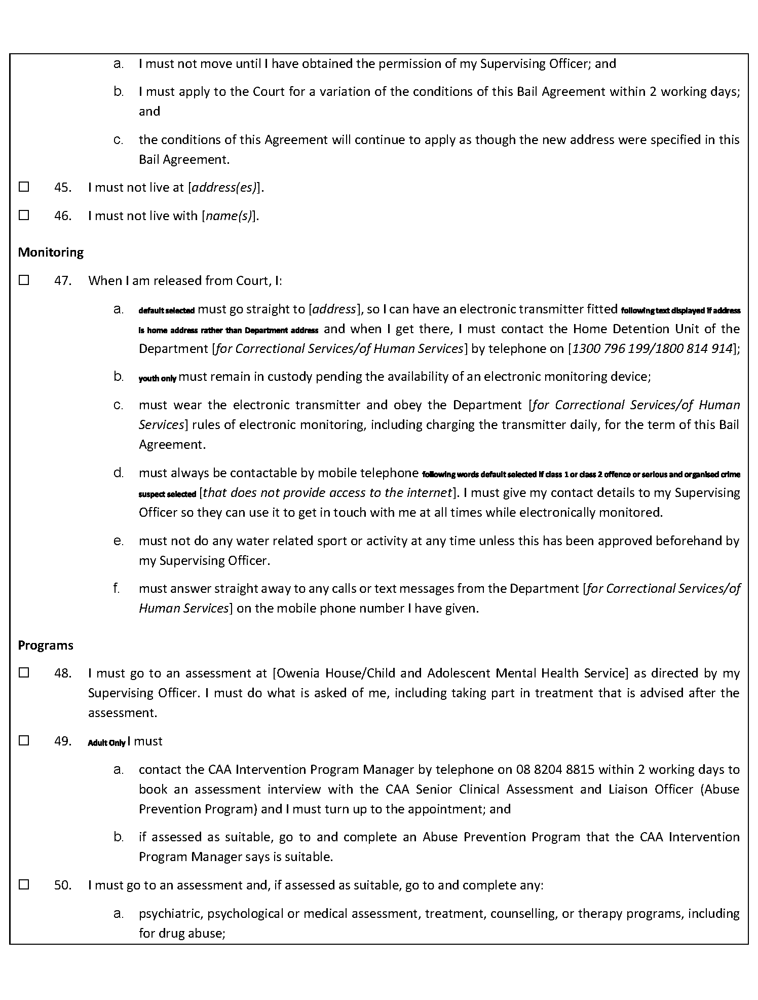 a. I must not move until I have obtained the permission of my Supervising Officer; and
b. I must apply to the Court for a variation of the conditions of this Bail Agreement within 2 working days;
and
c. the conditions of this Agreement will continue to apply as though the new address were specified in this
Bail Agreement.
☐ 45. I must not live at [address(es)].
☐ 46. I must not live with [name(s)].
Monitoring
☐ 47. When I am released from Court, I:
a. default selected must go straight to [address], so I can have an electronic transmitter fitted following text displayed if address
is home address rather than Department address and when I get there, I must contact the Home Detention Unit of the
Department [for Correctional Services/of Human Services] by telephone on [1300 796 199/1800 814 914];
b. youth only must remain in custody pending the availability of an electronic monitoring device;
c. must wear the electronic transmitter and obey the Department [for Correctional Services/of Human
Services] rules of electronic monitoring, including charging the transmitter daily, for the term of this Bail
Agreement.
d. must always be contactable by mobile telephone following words default selected if class 1 or class 2 offence or serious and organised crime
suspect selected [that does not provide access to the internet]. I must give my contact details to my Supervising
Officer so they can use it to get in touch with me at all times while electronically monitored.
e. must not do any water related sport or activity at any time unless this has been approved beforehand by
my Supervising Officer.
f. must answer straight away to any calls or text messages from the Department [for Correctional Services/of
Human Services] on the mobile phone number I have given.
Programs
☐ 48. I must go to an assessment at [Owenia House/Child and Adolescent Mental Health Service] as directed by my
Supervising Officer. I must do what is asked of me, including taking part in treatment that is advised after the
assessment.
☐ 49. Adult Only I must
a. contact the CAA Intervention Program Manager by telephone on 08 8204 8815 within 2 working days to
book an assessment interview with the CAA Senior Clinical Assessment and Liaison Officer (Abuse
Prevention Program) and I must turn up to the appointment; and
b. if assessed as suitable, go to and complete an Abuse Prevention Program that the CAA Intervention
Program Manager says is suitable.
☐ 50. I must go to an assessment and, if assessed as suitable, go to and complete any:
a. psychiatric, psychological or medical assessment, treatment, counselling, or therapy programs, including
for drug abuse;